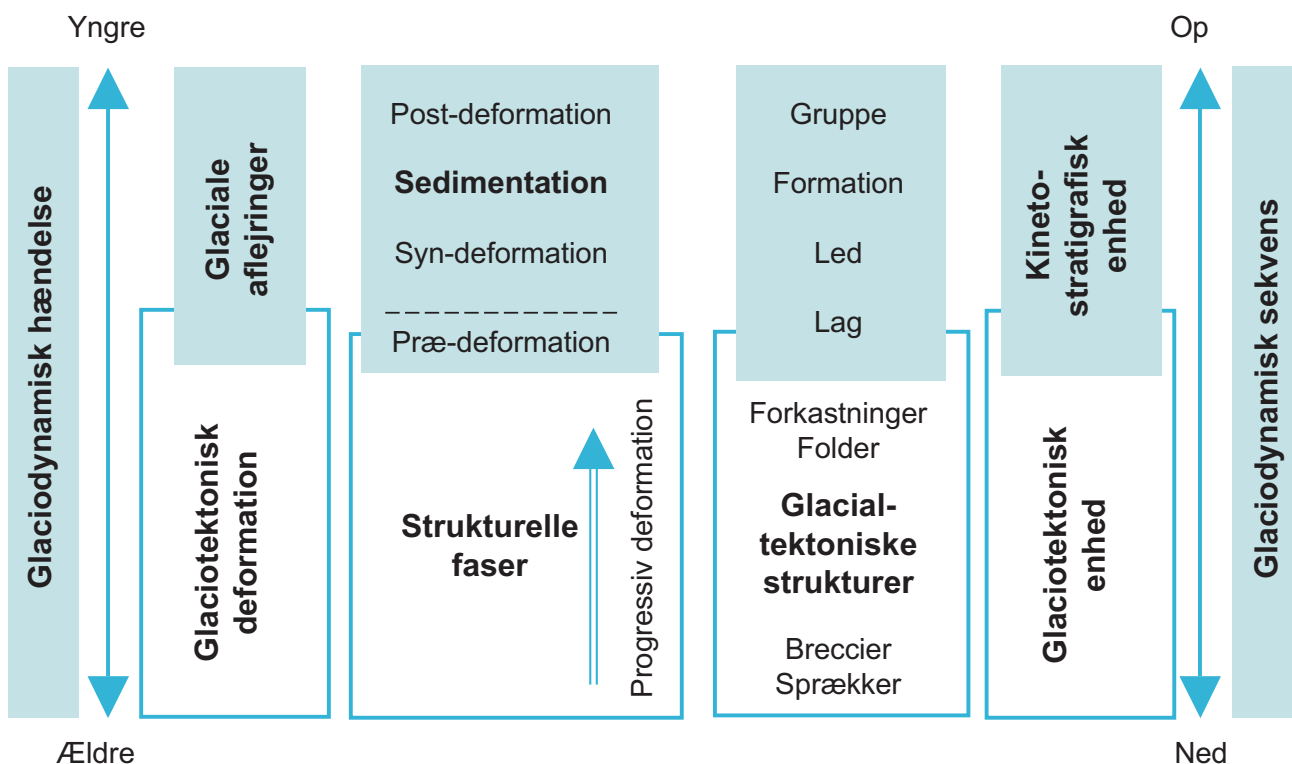 Yngre
Op
Glaciodynamisk hændelse
Glaciale
aflejringer
Post-deformation
Sedimentation
Syn-deformation
Præ-deformation
Gruppe
Formation
Led
Lag
Kineto-
stratigrafisk
enhed
Glaciodynamisk sekvens
Glaciotektonisk
deformation
Strukturelle
faser
Progressiv deformation
Forkastninger
Folder
Glacial-
tektoniske
strukturer
Breccier
Sprækker
Glaciotektonisk
enhed
Ældre
Ned